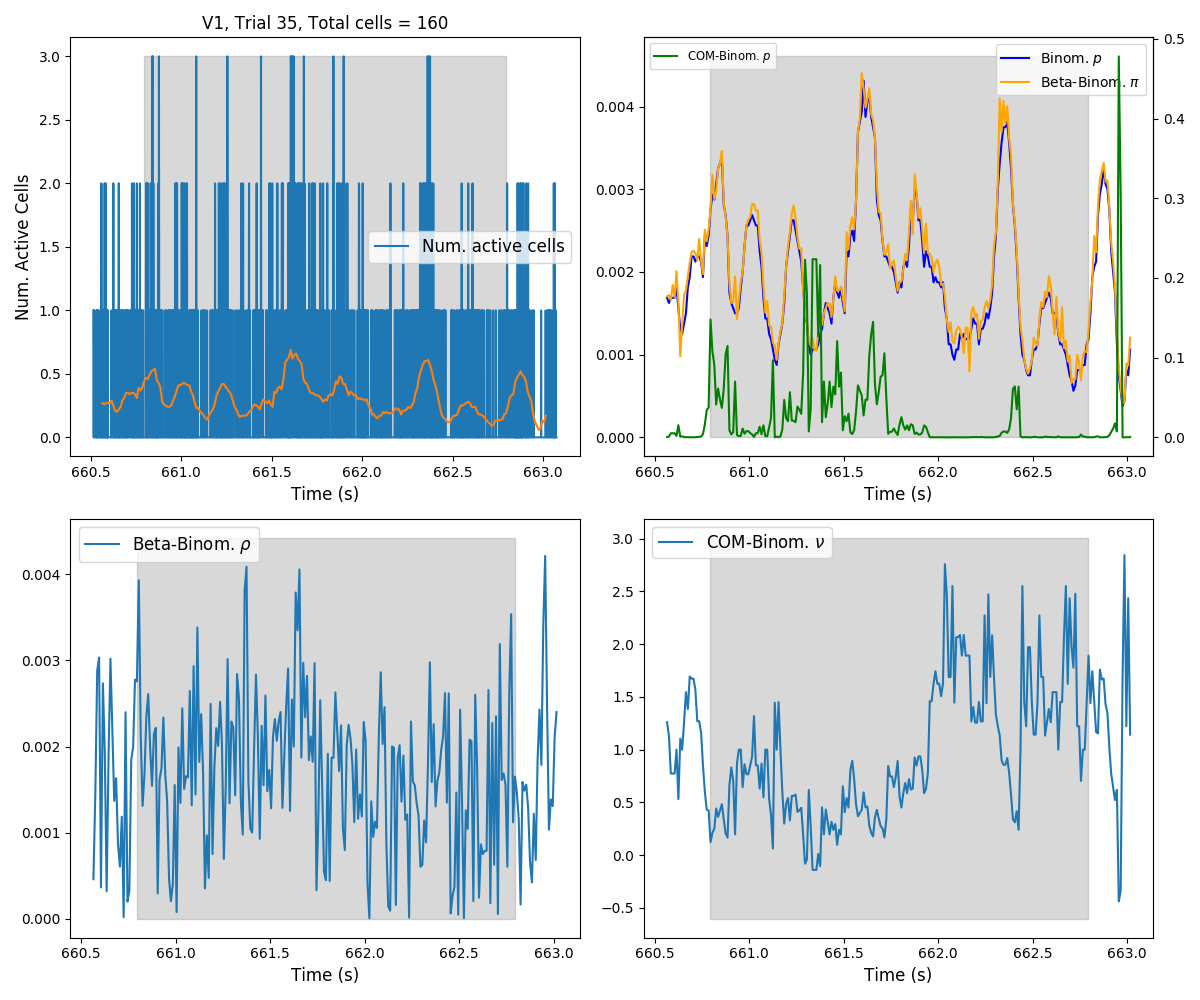 V1, Trial 35, Total cells = 160
Num. Active Cells
3.0
2.5
2.0
1.5
1.0
0.5
0.0
Num. active cells
660.5 661.0 661.5 662.0 662.5 663.0
Time (s)
COM-Binom. p
Binom. p
Beta-Binom. π
0.004
0.003
0.002
0.001
0.000
0.5
0.4
0.3
0.2
0.1
0.0
660.5 661.0 661.5 662.0 662.5 663.0
Time (s)
Beta-Binom. ρ
0.004
0.003
0.002
0.001
0.000
660.5 661.0 661.5 662.0 662.5 663.0
Time (s)
COM-Binom. ν
3.0
2.5
2.0
1.5
1.0
0.5
0.0
−0.5
660.5 661.0 661.5 662.0 662.5 663.0
Time (s)